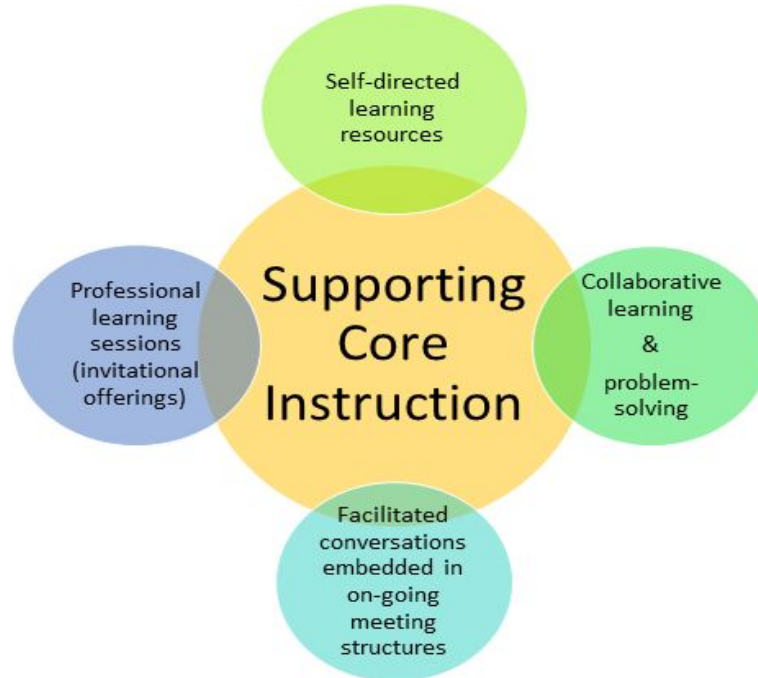 Self-directed
learning
resources
Professional
learning
sessions
(invitational
offerings)
Supporting
Core
Instruction
Collaborative
learning
&
problem-
solving
Facilitated
conversations
embedded in
on-going
meeting
structures